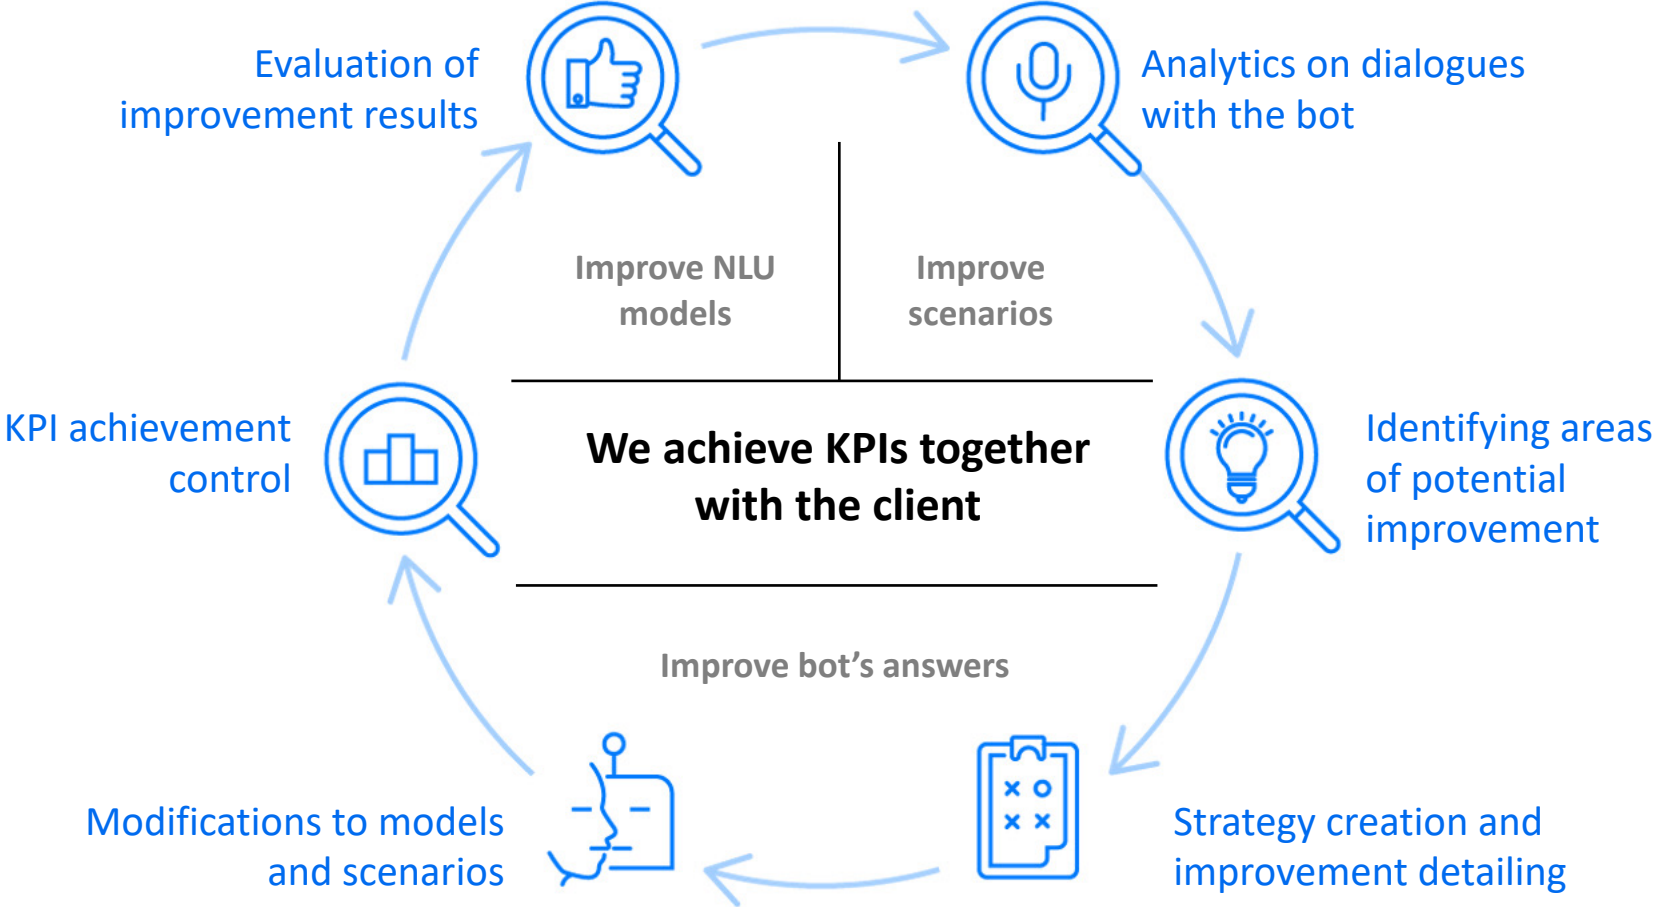 Evaluation of
improvement results
Analytics on dialogues
with the bot
Improve NLU
models
Improve
scenarios
KPI achievement
control
We achieve KPIs together
with the client
Identifying areas
of potential
improvement
Improve bot’s answers
Modifications to models
and scenarios
Strategy creation and
improvement detailing